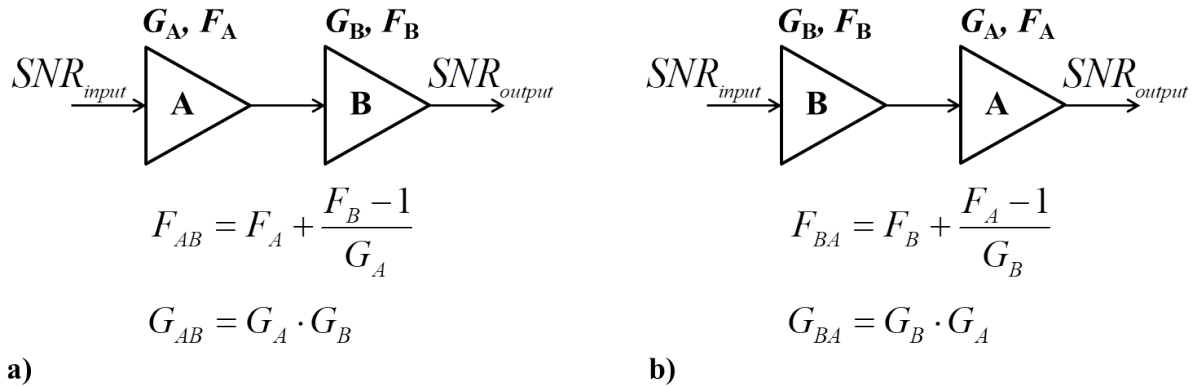 G_A, F_A G_B, F_B
SNR_input A B SNR_output
F_AB = F_A + (F_B − 1) / G_A
G_AB = G_A · G_B
a)
G_B, F_B G_A, F_A
SNR_input B A SNR_output
F_BA = F_B + (F_A − 1) / G_B
G_BA = G_B · G_A
b)